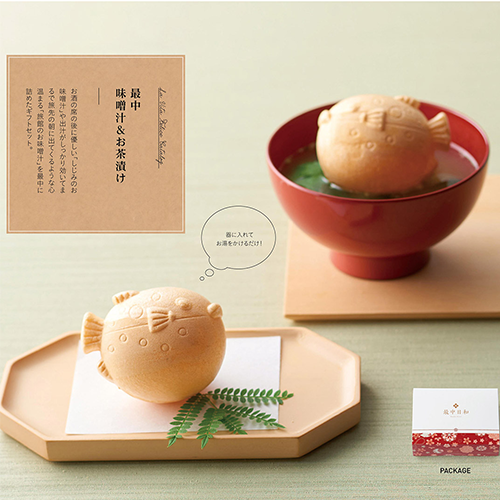 最中
味噌汁＆お茶漬け
お酒の席の後に優しい、「しじみのお
味噌汁」や出汁がしっかり効いてま
るで旅先の朝に出てくるような心
温まる、「旅館のお味噌汁」を最中に
詰めたギフトセット。
器に入れて
お湯をかけるだけ！
最中日和
PACKAGE